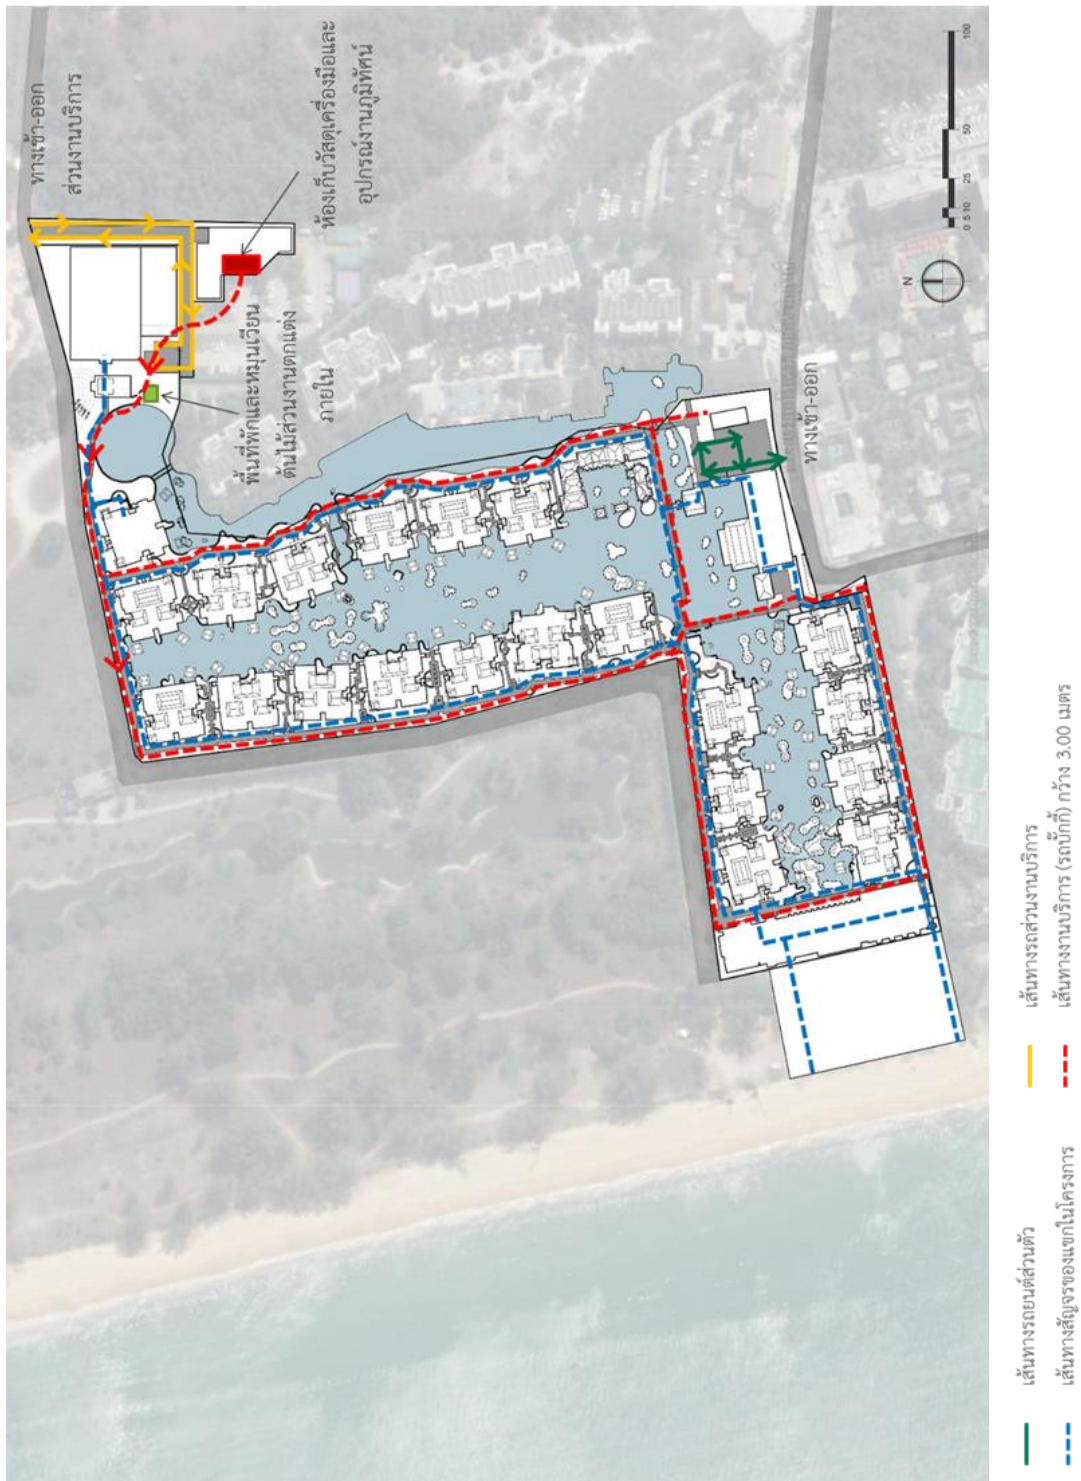 ทางเข้า-ออก
ส่วนงานบริการ
ห้องเก็บวัสดุเครื่องมือและ
อุปกรณ์งานภูมิทัศน์
พื้นที่พักและหมุนเวียน
ต้นไม้ส่วนงานตกแต่ง
ภายใน
ทางเข้า-ออก
N
0 5 10 25 50 100
เส้นทางรถยนต์ส่วนตัว
เส้นทางรถส่วนงานบริการ
เส้นทางสัญจรของแขกในโครงการ
เส้นทางงานบริการ (รถบั๊กกี้) กว้าง 3.00 เมตร